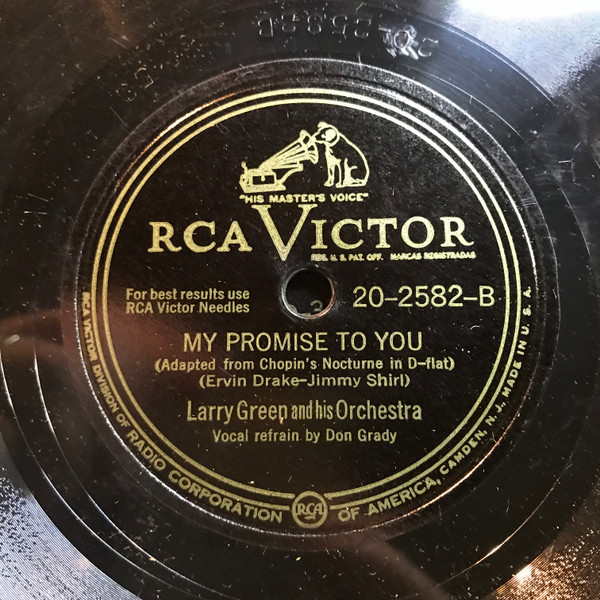 "HIS MASTER'S VOICE"
RCA VICTOR
REG. U. S. PAT. OFF. MARCAS REGISTRADAS
For best results use
RCA Victor Needles
20-2582-B
MY PROMISE TO YOU
(Adapted from Chopin's Nocturne in D-flat)
(Ervin Drake-Jimmy Shirl)
Larry Green and his Orchestra
Vocal refrain by Don Grady
RCA VICTOR DIVISION OF RADIO CORPORATION OF AMERICA, CAMDEN, N. J., MADE IN U. S. A.
RCA